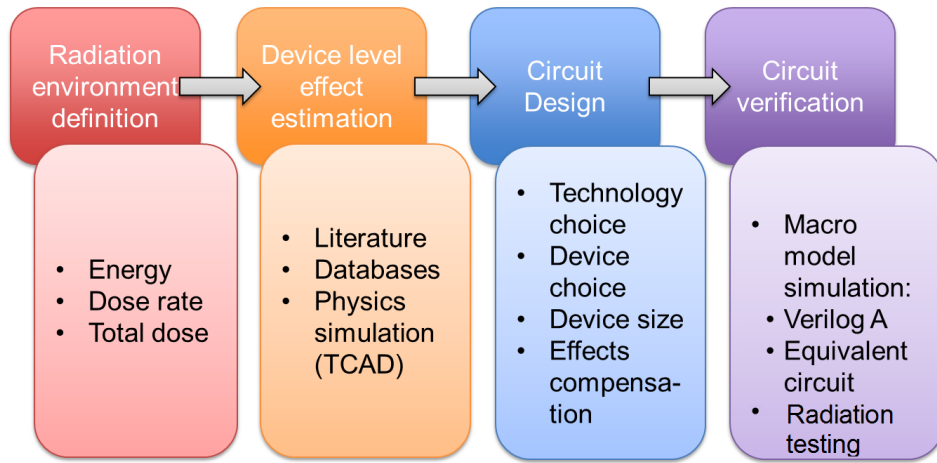 Radiation
environment
definition
Device level
effect
estimation
Circuit
Design
Circuit
verification
• Energy
• Dose rate
• Total dose
• Literature
• Databases
• Physics
simulation
(TCAD)
• Technology
choice
• Device
choice
• Device size
• Effects
compensa-
tion
• Macro
model
simulation:
• Verilog A
• Equivalent
circuit
• Radiation
testing